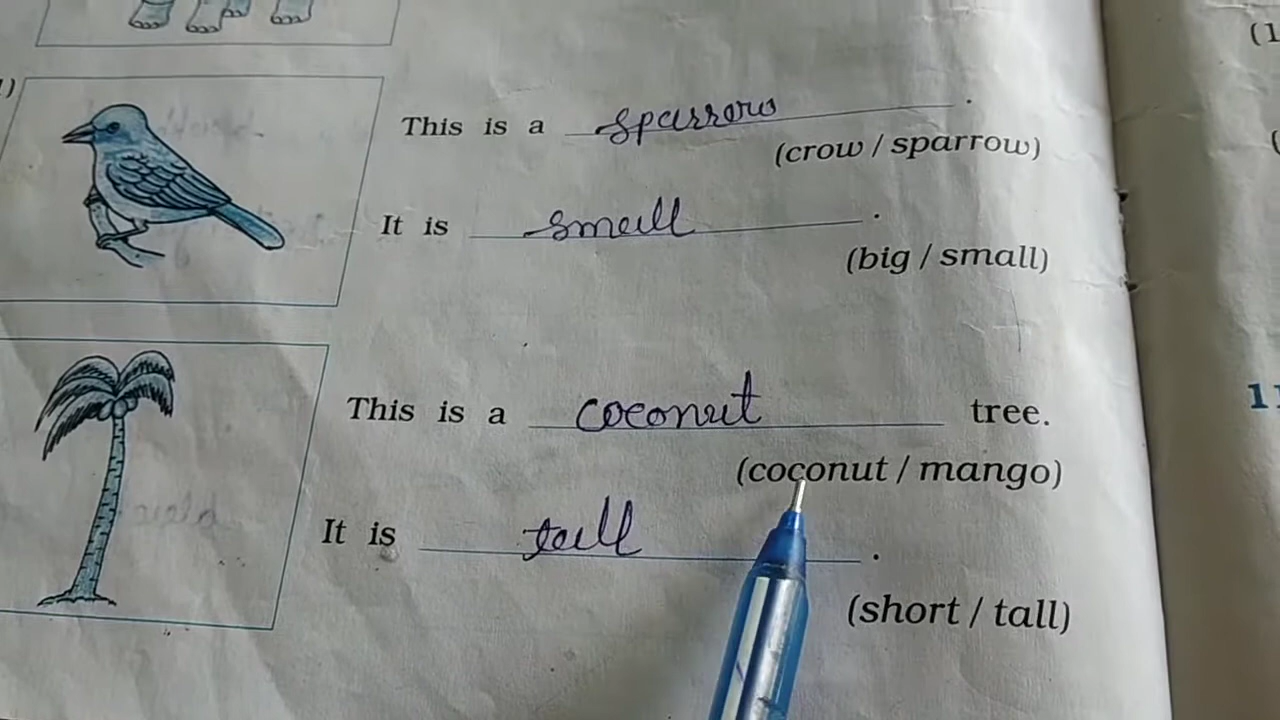 This is a sparrow.
(crow / sparrow)
It is small.
(big / small)
This is a coconut tree.
(coconut / mango)
It is tall.
(short / tall)